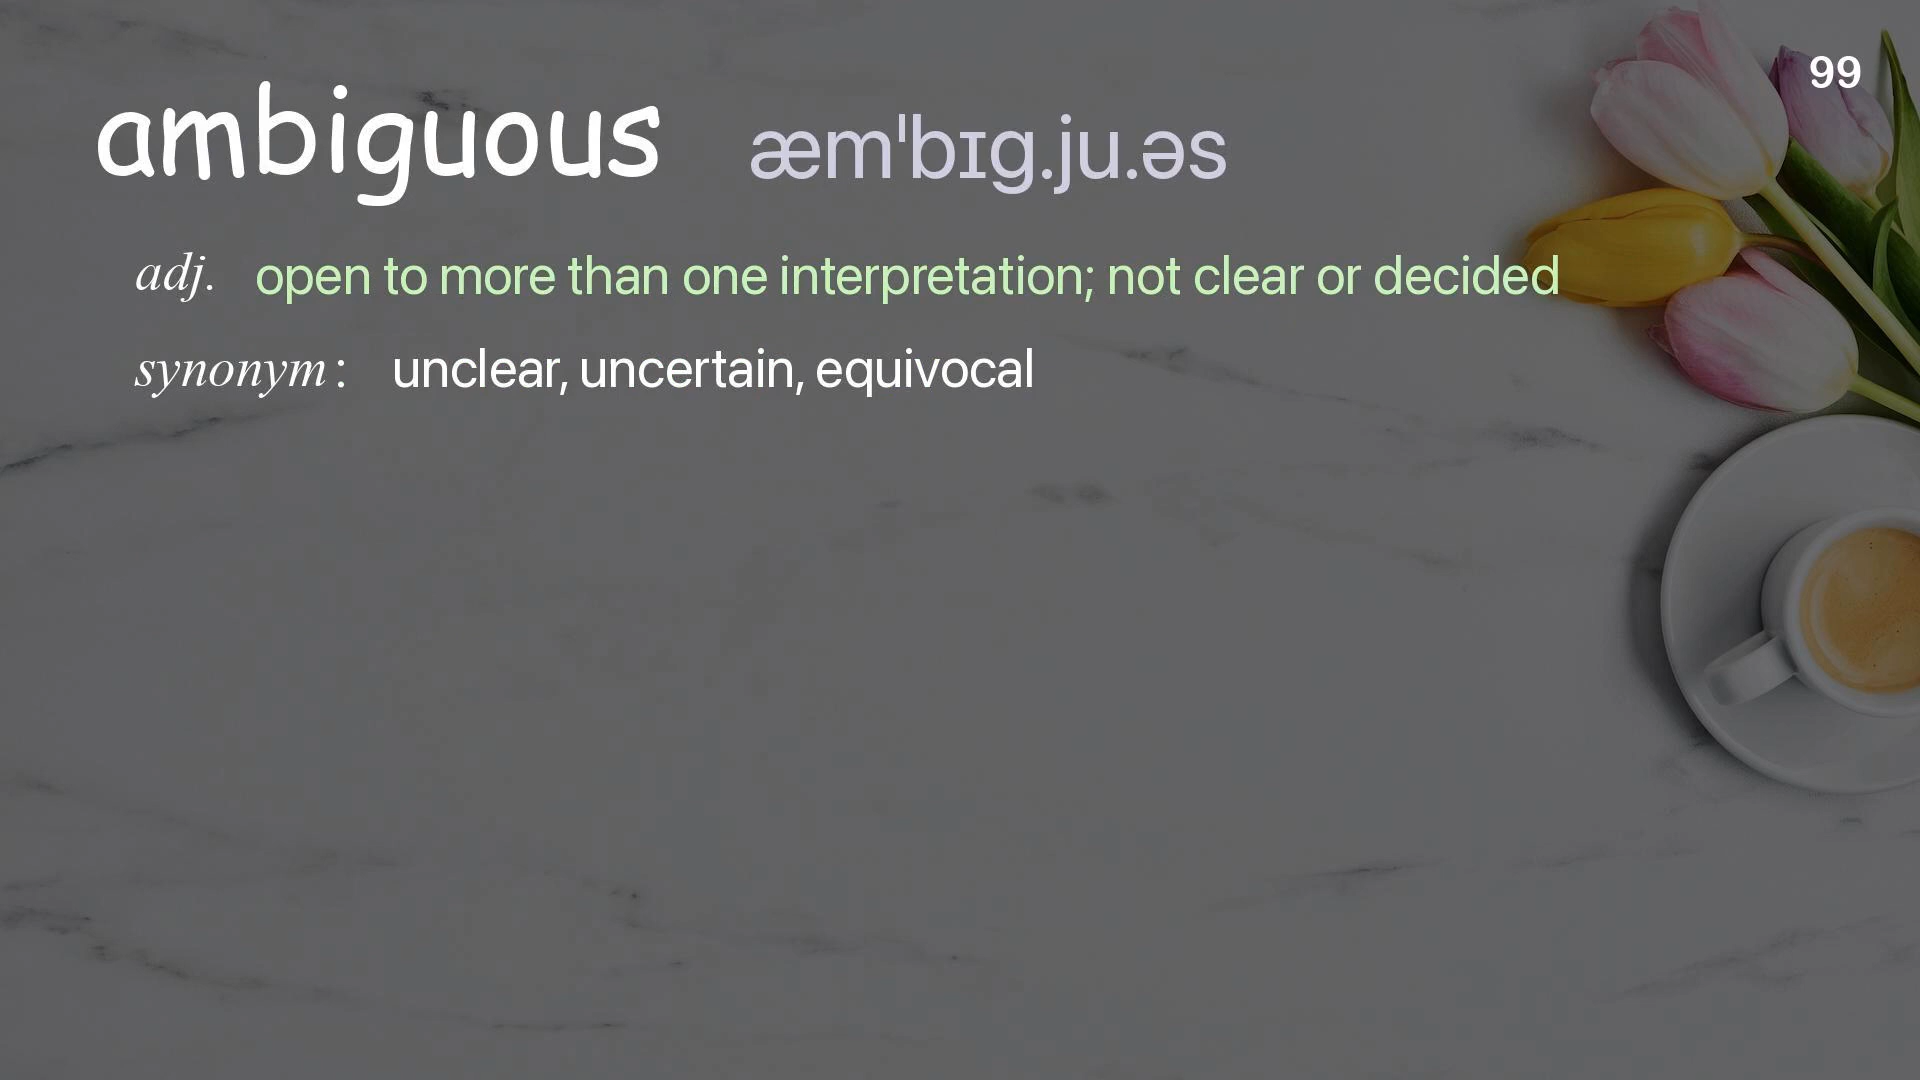 99
ambiguous æmˈbɪg.ju.əs
adj. open to more than one interpretation; not clear or decided
synonym : unclear, uncertain, equivocal